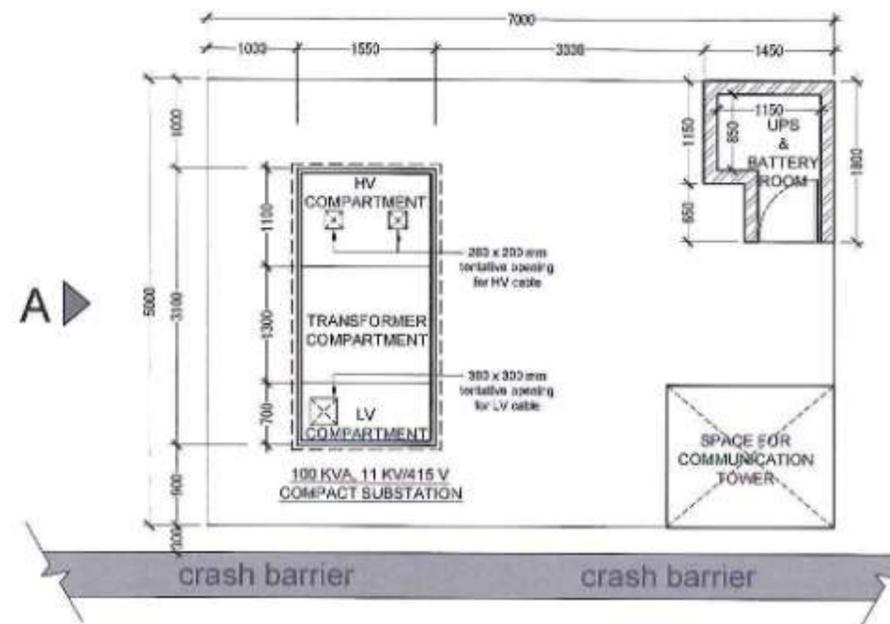 7000
1000
1550
3300
1450
5000
1000
3100
900
300
1100
1300
700
1150
650
1150
850
1800
UPS
&
BATTERY
ROOM
HV
COMPARTMENT
200 mm
tentative opening
for HV cable
A
TRANSFORMER
COMPARTMENT
300 mm
tentative opening
for LV cable
LV
COMPARTMENT
SPACE FOR
COMMUNICATION
TOWER
100 KVA, 11 KV/415 V
COMPACT SUBSTATION
crash barrier
crash barrier